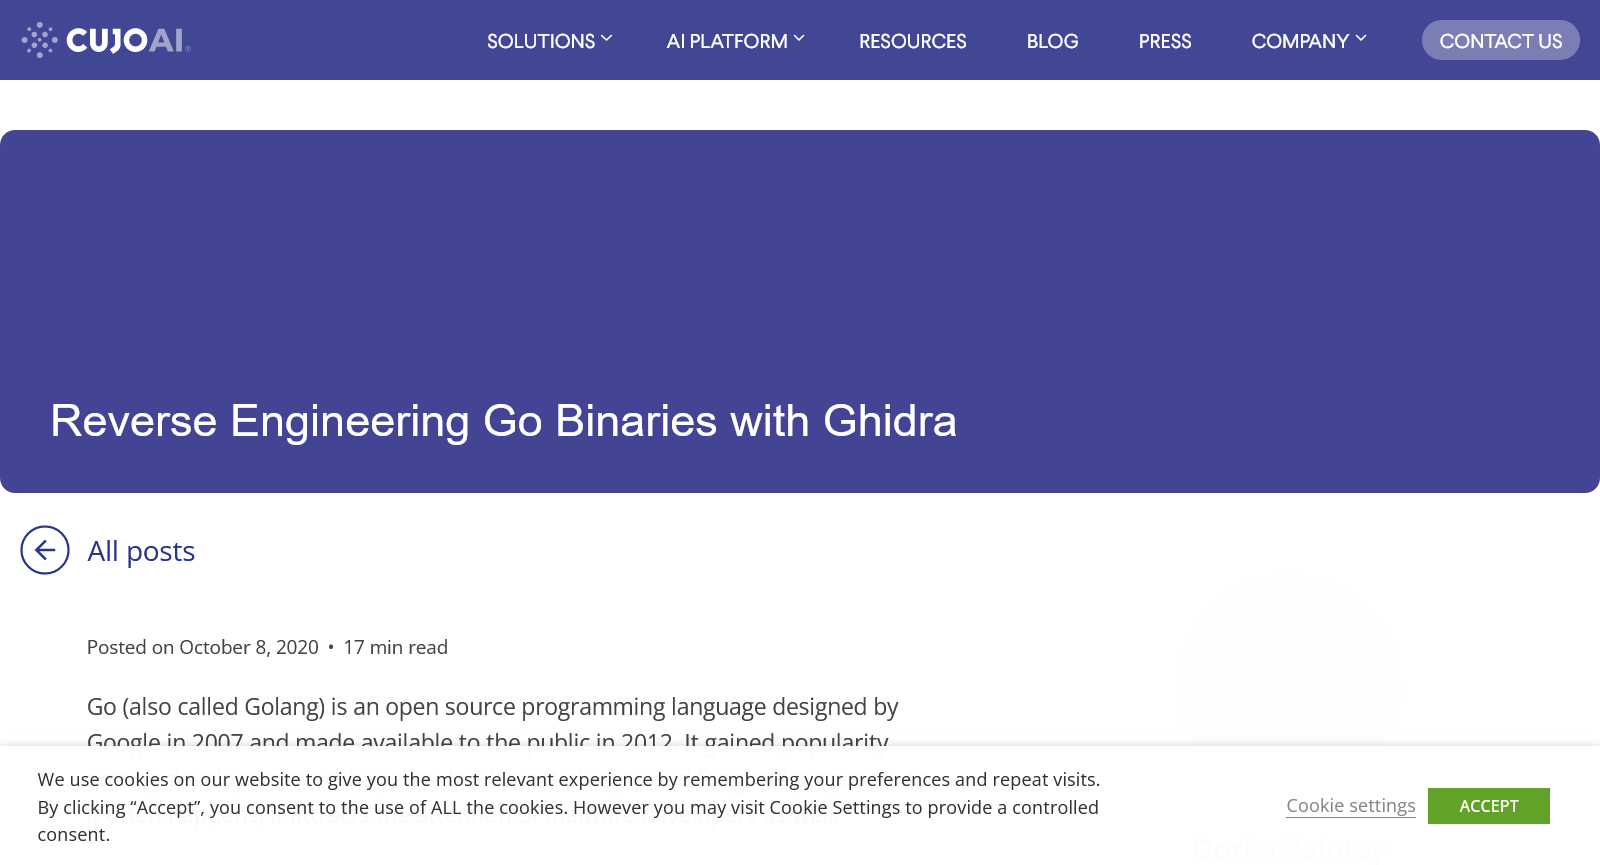 CUJOAI
SOLUTIONS
AI PLATFORM
RESOURCES
BLOG
PRESS
COMPANY
CONTACT US
Reverse Engineering Go Binaries with Ghidra
All posts
Posted on October 8, 2020 • 17 min read
Go (also called Golang) is an open source programming language designed by
Google in 2007 and made available to the public in 2012. It gained popularity
We use cookies on our website to give you the most relevant experience by remembering your preferences and repeat visits.
By clicking “Accept”, you consent to the use of ALL the cookies. However you may visit Cookie Settings to provide a controlled
consent.
Cookie settings
ACCEPT
Dorka Palotay